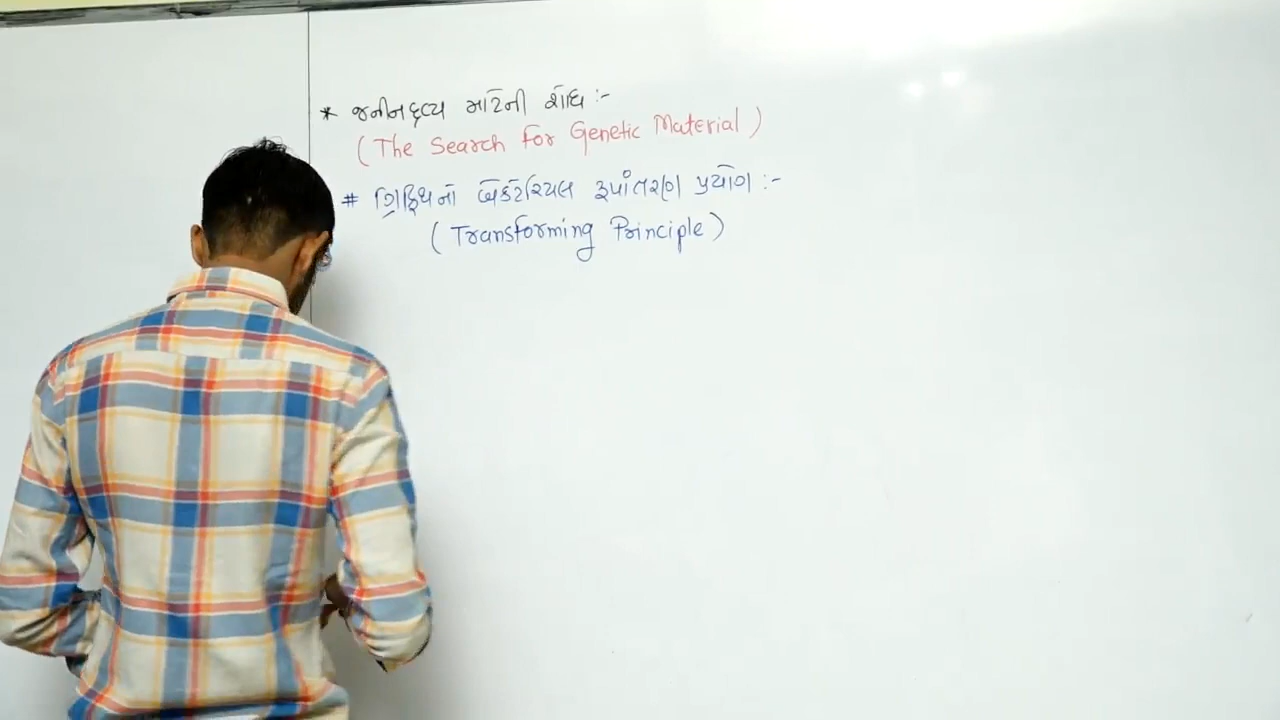 * જનીનદ્રવ્ય માટેની શોધ :-
(The Search for Genetic Material)
# ગ્રિફિથનો બેક્ટેરિયલ રૂપાંતરણ પ્રયોગ :-
(Transforming Principle)